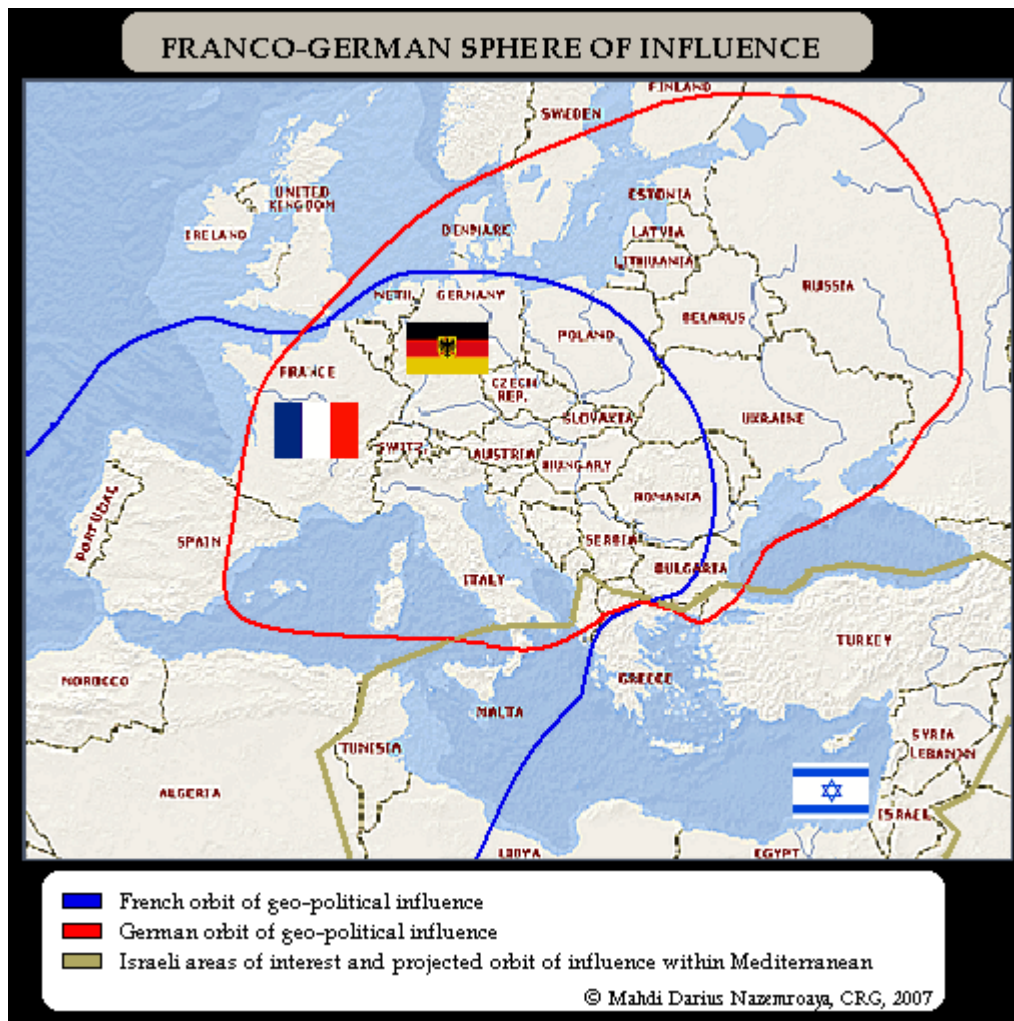 FRANCO-GERMAN SPHERE OF INFLUENCE
FINLAND
SWEDEN
UNITED
KINGDOM
ESTONIA
IRELAND
DENMARK
LATVIA
LITHUANIA
RUSSIA
NETH.
GERMANY
BELARUS
POLAND
FRANCE
CZECH
REP.
SLOVAKIA
UKRAINE
SWITZ.
AUSTRIA
HUNGARY
ROMANIA
PORTUGAL
SPAIN
SERBIA
BULGARIA
ITALY
TURKEY
MOROCCO
GREECE
MALTA
TUNISIA
SYRIA
LEBANAN
ALGERIA
ISRAEL
LIBYA
EGYPT
French orbit of geo-political influence
German orbit of geo-political influence
Israeli areas of interest and projected orbit of influence within Mediterranean
© Mahdi Darius Nazemroaya, CRG, 2007